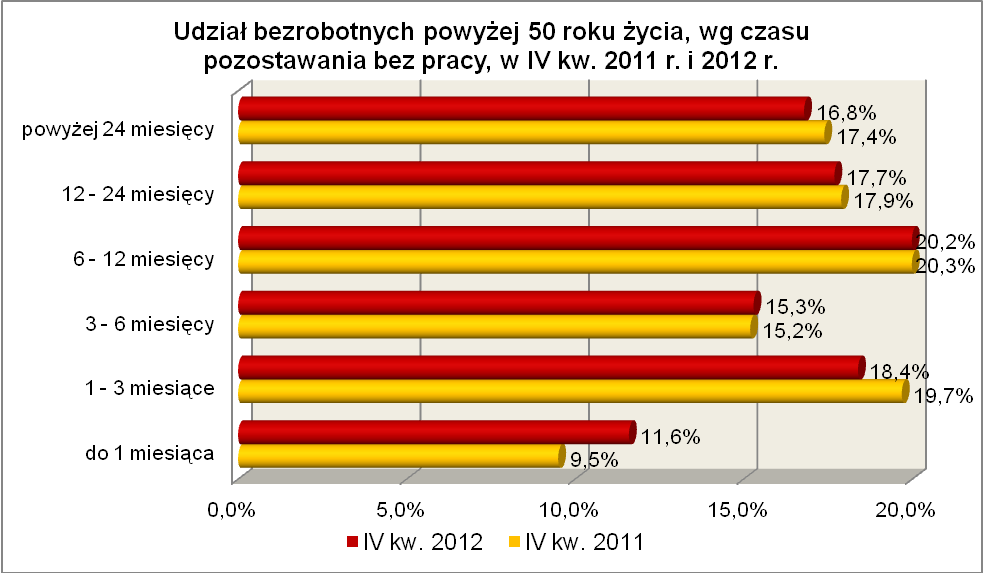 Udział bezrobotnych powyżej 50 roku życia, wg czasu
pozostawania bez pracy, w IV kw. 2011 r. i 2012 r.
powyżej 24 miesięcy
16,8%
17,4%
12 - 24 miesięcy
17,7%
17,9%
6 - 12 miesięcy
20,2%
20,3%
3 - 6 miesięcy
15,3%
15,2%
1 - 3 miesiące
18,4%
19,7%
do 1 miesiąca
11,6%
9,5%
0,0% 5,0% 10,0% 15,0% 20,0%
IV kw. 2012 IV kw. 2011